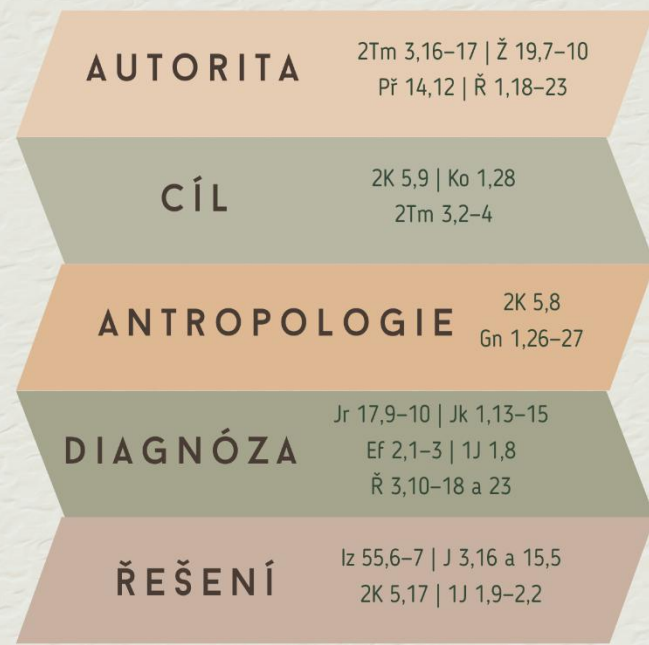 AUTORITA
2Tm 3,16–17 | Ž 19,7–10
Př 14,12 | Ř 1,18–23
CÍL
2K 5,9 | Ko 1,28
2Tm 3,2–4
ANTROPOLOGIE
2K 5,8
Gn 1,26–27
DIAGNÓZA
Jr 17,9–10 | Jk 1,13–15
Ef 2,1–3 | 1J 1,8
Ř 3,10–18 a 23
ŘEŠENÍ
Iz 55,6–7 | J 3,16 a 15,5
2K 5,17 | 1J 1,9–2,2